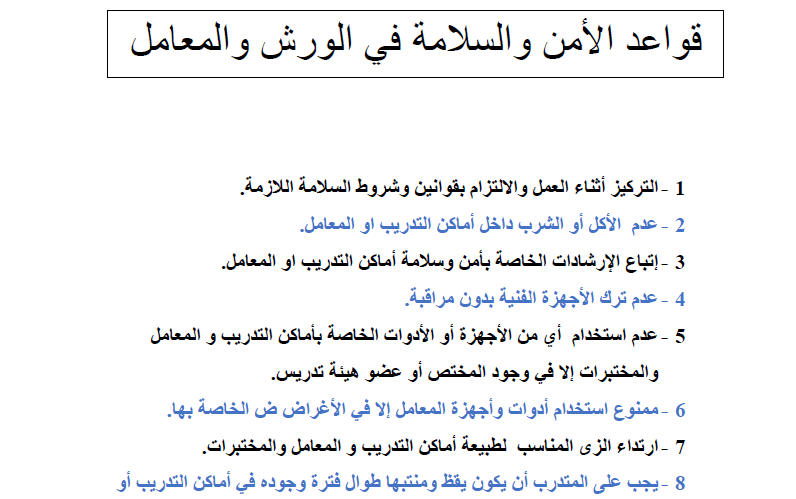 قواعد الأمن والسلامة في الورش والمعامل
1 - التركيز أثناء العمل والالتزام بقوانين وشروط السلامة اللازمة.
2 - عدم الأكل أو الشرب داخل أماكن التدريب او المعامل.
3 - إتباع الإرشادات الخاصة بأمن وسلامة أماكن التدريب او المعامل.
4 - عدم ترك الأجهزة الفنية بدون مراقبة.
5 - عدم استخدام أي من الأجهزة أو الأدوات الخاصة بأماكن التدريب و المعامل
والمختبرات إلا في وجود المختص أو عضو هيئة تدريس.
6 - ممنوع استخدام أدوات وأجهزة المعامل إلا في الأغراض ض الخاصة بها.
7 - ارتداء الزى المناسب لطبيعة أماكن التدريب و المعامل والمختبرات.
8 - يجب على المتدرب أن يكون يقظ ومنتبها طوال فترة وجوده في أماكن التدريب أو